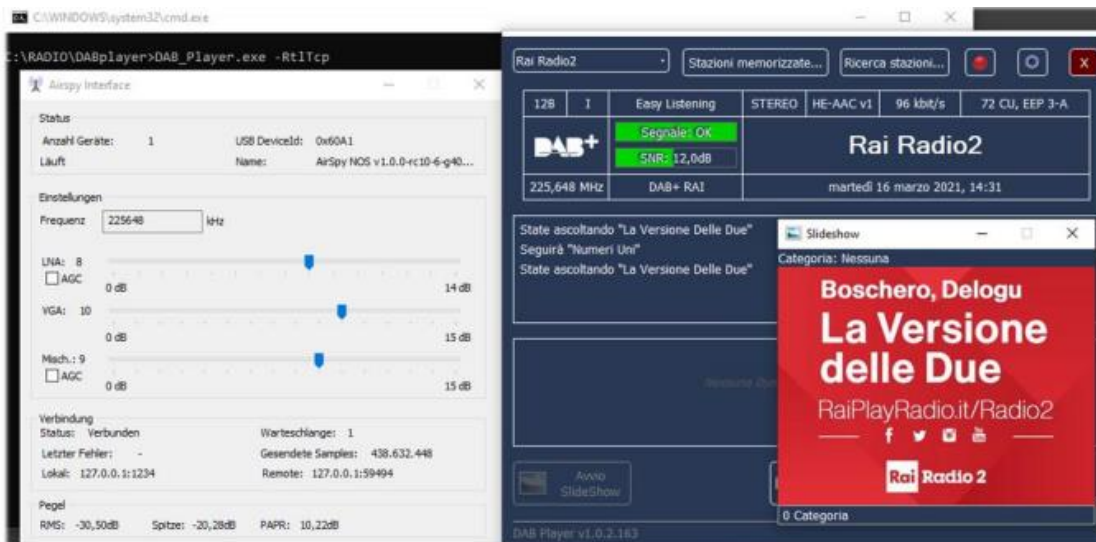 C:\WINDOWS\system32\cmd.exe
C:\RADIO\DABplayer>DAB_Player.exe -RtlTcp
Airspy Interface
Status
Anzahl Geräte: 1 USB DeviceId: 0x60A1
Läuft Name: AirSpy NOS v1.0.0-rc10-6-g40...
Einstellungen
Frequenz 225648 kHz
LNA: 8
AGC
0 dB 14 dB
VGA: 10
0 dB 15 dB
Misch.: 9
AGC
0 dB 15 dB
Verbindung
Status: Verbunden Warteschlange: 1
Letzter Fehler: - Gesendete Samples: 438.632.448
Lokal: 127.0.0.1:1234 Remote: 127.0.0.1:59494
Pegel
RMS: -30,50dB Spitze: -20,28dB PAPR: 10,22dB
Rai Radio2 Stazioni memorizzate... Ricerca stazioni... X
12B I Easy Listening STEREO HE-AAC v1 96 kbit/s 72 CU, EEP 3-A
DAB+
Segnale: OK
SNR: 12,0dB
Rai Radio2
225,648 MHz DAB+ RAI martedì 16 marzo 2021, 14:31
State ascoltando "La Versione Delle Due"
Seguirà "Numeri Uni"
State ascoltando "La Versione Delle Due"
Nessuna
Avvio
SlideShow
DAB Player v1.0.2.163
Slideshow
Categoria: Nessuna
Boschero, Delogu
La Versione
delle Due
RaiPlayRadio.it/Radio2
Rai Radio 2
0 Categoria